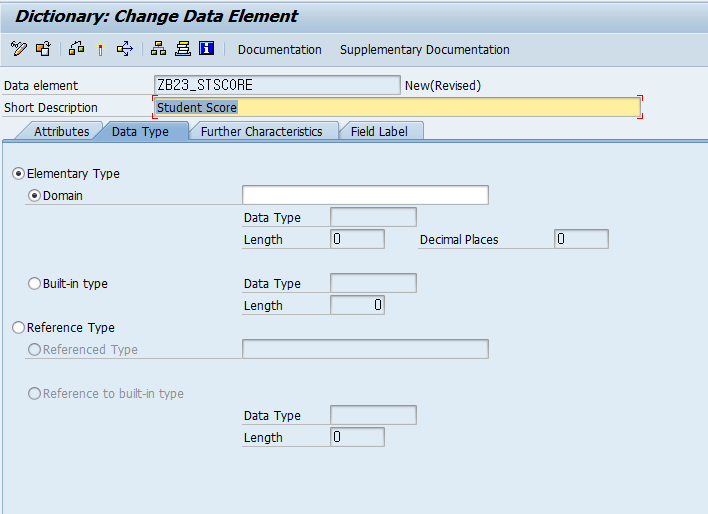 Dictionary: Change Data Element
Documentation Supplementary Documentation
Data element ZB23_STSCORE New(Revised)
Short Description Student Score
Attributes Data Type Further Characteristics Field Label
Elementary Type
Domain
Data Type
Length 0 Decimal Places 0
Built-in type Data Type
Length 0
Reference Type
Referenced Type
Reference to built-in type
Data Type
Length 0